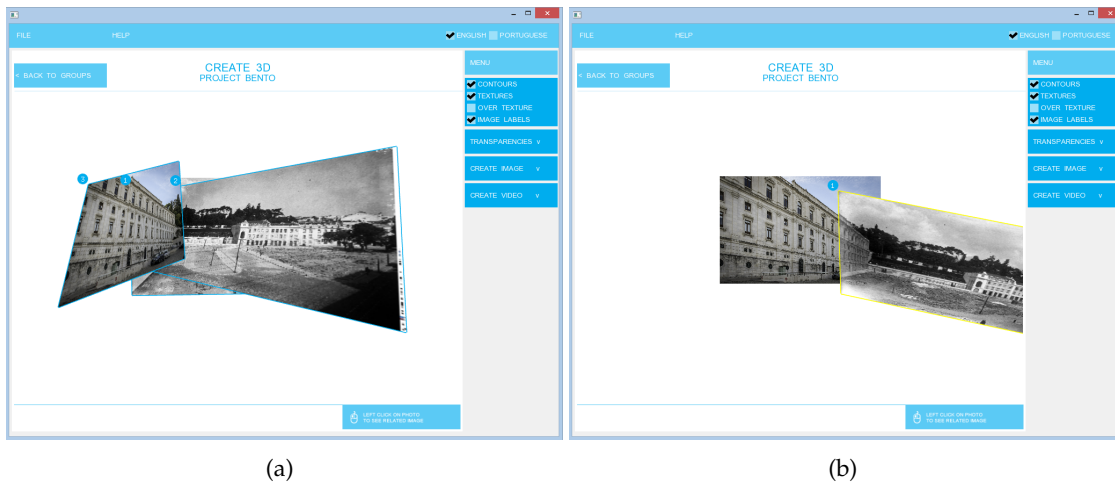 FILE
HELP
ENGLISH
PORTUGUESE
< BACK TO GROUPS
CREATE 3D
PROJECT BENTO
MENU
CONTOURS
TEXTURES
OVER TEXTURE
IMAGE LABELS
TRANSPARENCIES v
CREATE IMAGE v
CREATE VIDEO v
3
1
2
LEFT CLICK ON PHOTO
TO SEE RELATED IMAGE
(a)
FILE
HELP
ENGLISH
PORTUGUESE
< BACK TO GROUPS
CREATE 3D
PROJECT BENTO
MENU
CONTOURS
TEXTURES
OVER TEXTURE
IMAGE LABELS
TRANSPARENCIES v
CREATE IMAGE v
CREATE VIDEO v
1
LEFT CLICK ON PHOTO
TO SEE RELATED IMAGE
(b)